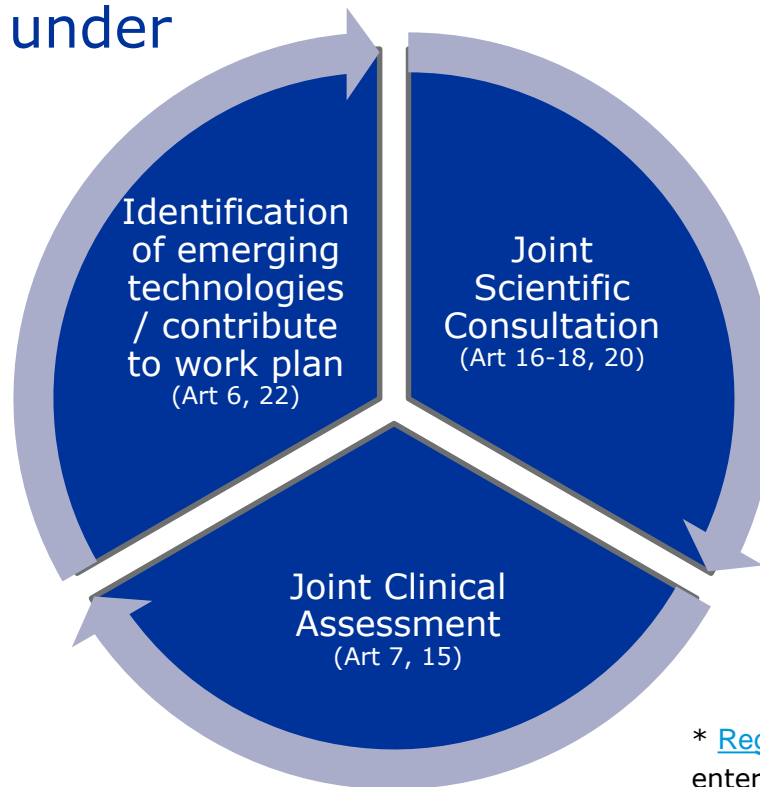 under
Identification
of emerging
technologies
/ contribute
to work plan
(Art 6, 22)
Joint
Scientific
Consultation
(Art 16-18, 20)
Joint Clinical
Assessment
(Art 7, 15)
*
enter